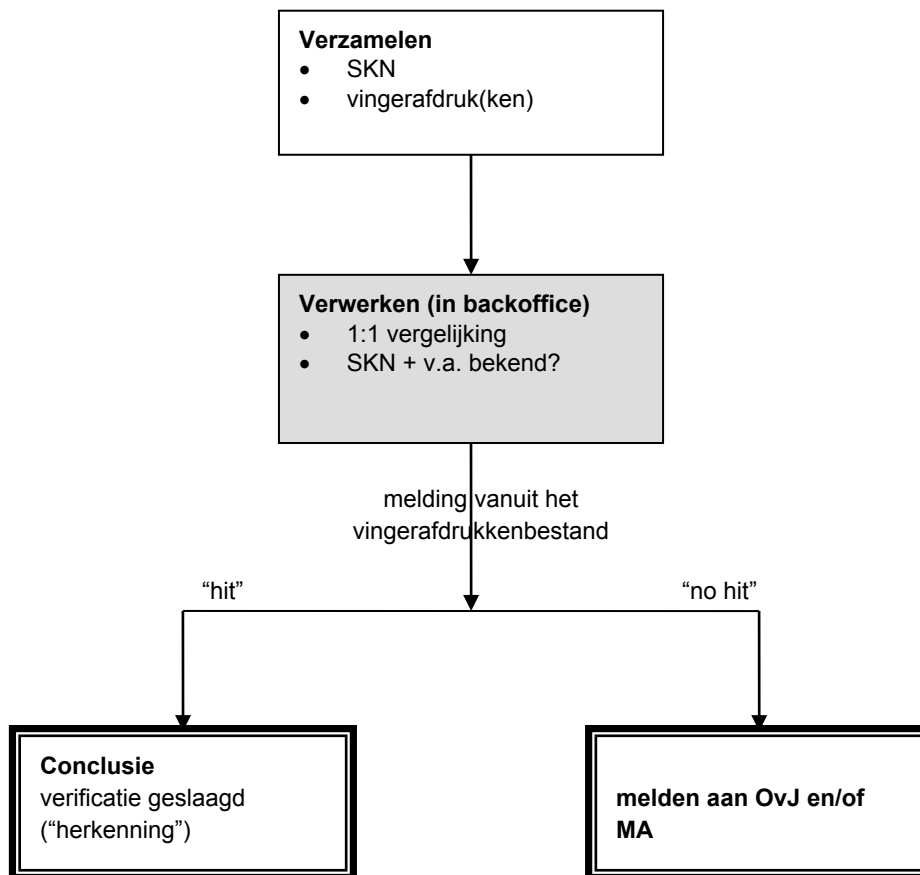 Verzamelen
• SKN
• vingerafdruk(ken)
Verwerken (in backoffice)
• 1:1 vergelijking
• SKN + v.a. bekend?
melding vanuit het
vingerafdrukkenbestand
“hit”
“no hit”
Conclusie
verificatie geslaagd
(“herkenning”)
melden aan OvJ en/of
MA